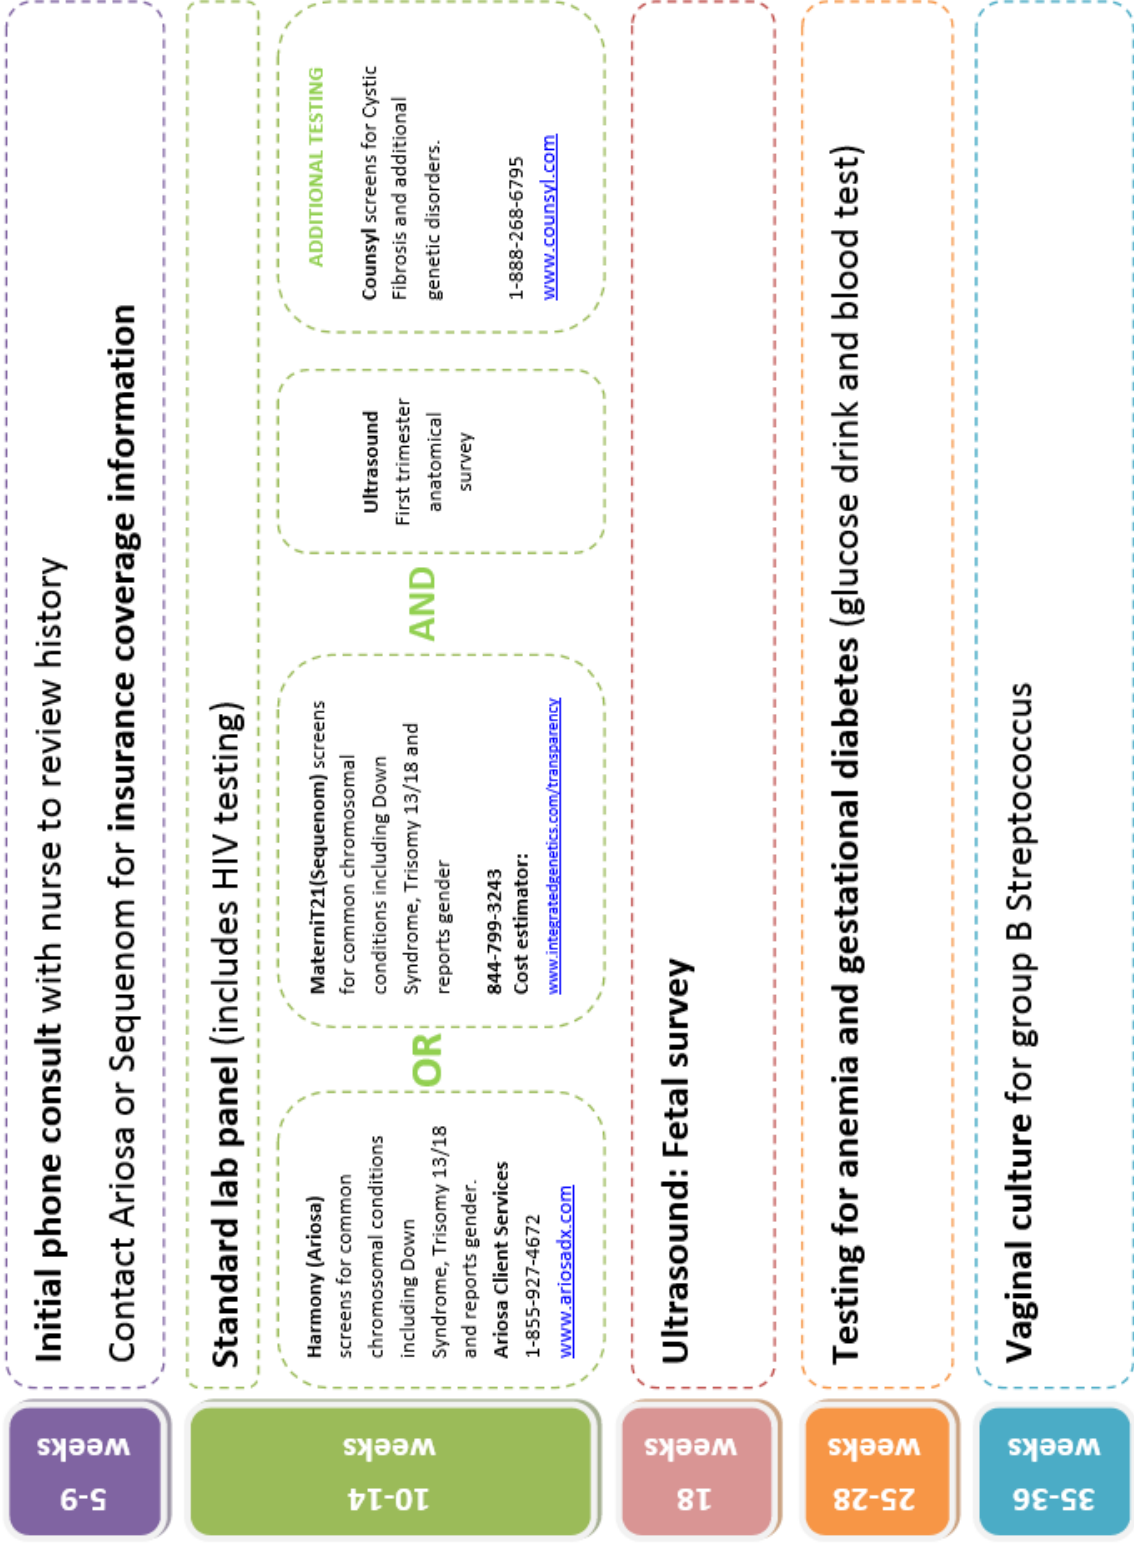 5-9
weeks
Initial phone consult with nurse to review history
Contact Ariosa or Sequenom for insurance coverage information
10-14
weeks
Standard lab panel (includes HIV testing)
Harmony (Ariosa)
screens for common
chromosomal conditions
including Down
Syndrome, Trisomy 13/18
and reports gender.
Ariosa Client Services
1-855-927-4672
www.ariosadx.com
OR
MaterniT21(Sequenom) screens
for common chromosomal
conditions including Down
Syndrome, Trisomy 13/18 and
reports gender
844-799-3243
Cost estimator:
www.integratedgenetics.com/transparency
AND
Ultrasound
First trimester
anatomical
survey
ADDITIONAL TESTING
Counsyl screens for Cystic
Fibrosis and additional
genetic disorders.
1-888-268-6795
www.counsyl.com
18
weeks
Ultrasound: Fetal survey
25-28
weeks
Testing for anemia and gestational diabetes (glucose drink and blood test)
35-36
weeks
Vaginal culture for group B Streptococcus